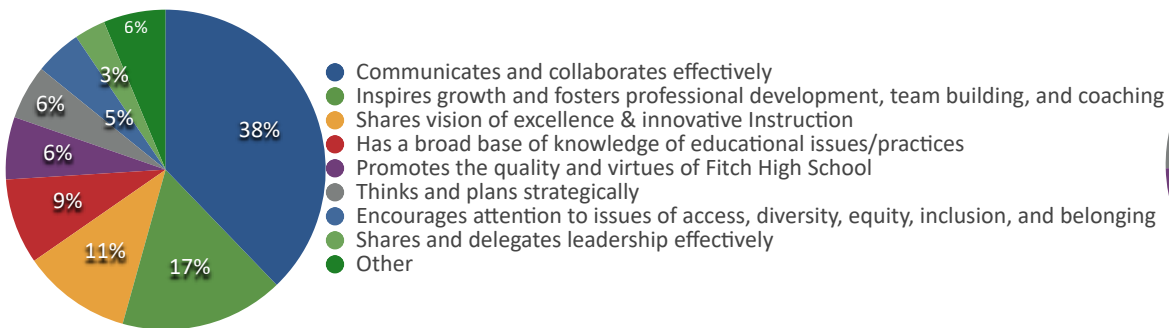 6%
3%
5%
6%
6%
9%
11%
17%
38%
Communicates and collaborates effectively
Inspires growth and fosters professional development, team building, and coaching
Shares vision of excellence & innovative Instruction
Has a broad base of knowledge of educational issues/practices
Promotes the quality and virtues of Fitch High School
Thinks and plans strategically
Encourages attention to issues of access, diversity, equity, inclusion, and belonging
Shares and delegates leadership effectively
Other